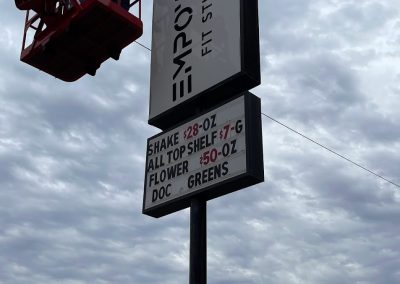 EMPO
FIT ST
SHAKE $28-OZ
ALL TOP SHELF $7-G
FLOWER $50-OZ
DOC GREENS